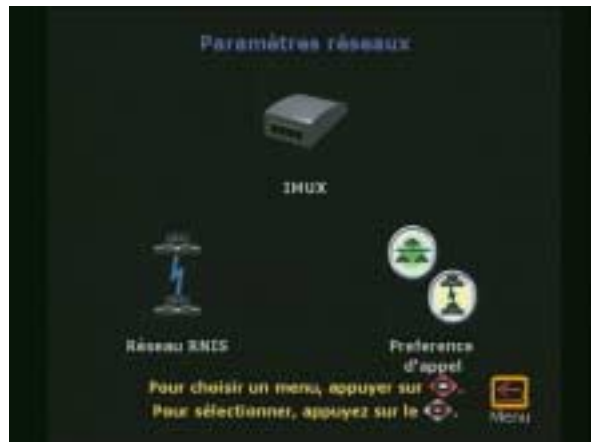 Paramètres réseaux
IMUX
Réseau RNIS
Preference
d'appel
Pour choisir un menu, appuyer sur .
Pour sélectionner, appuyez sur le .
Menu